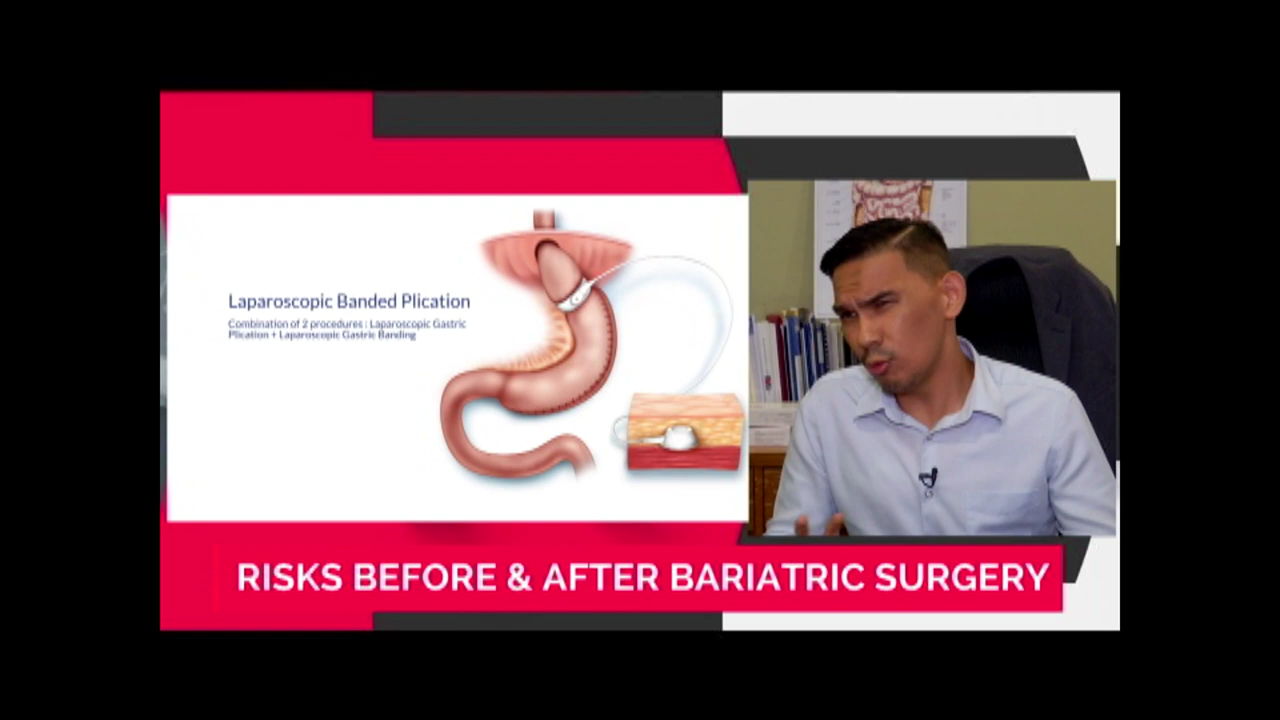 Laparoscopic Banded Plication
Combination of 2 procedures : Laparoscopic Gastric
Plication + Laparoscopic Gastric Banding
RISKS BEFORE & AFTER BARIATRIC SURGERY